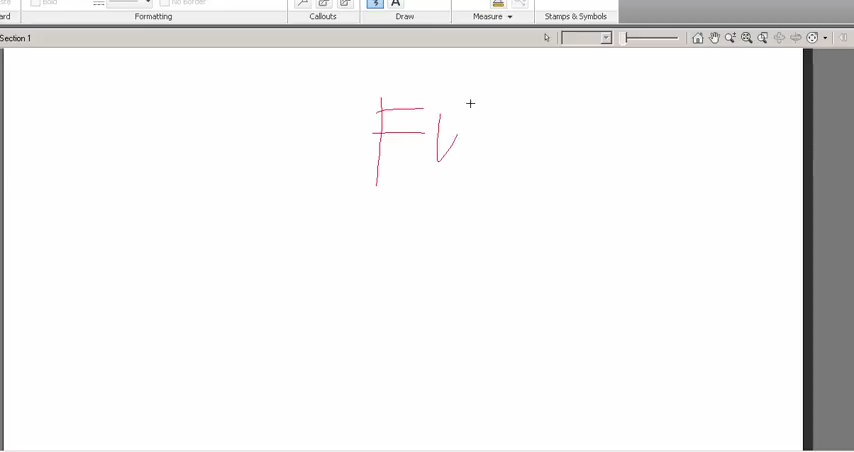 Bold
No Border
Formatting
Callouts
A
Draw
Measure
Stamps & Symbols
Section 1
F